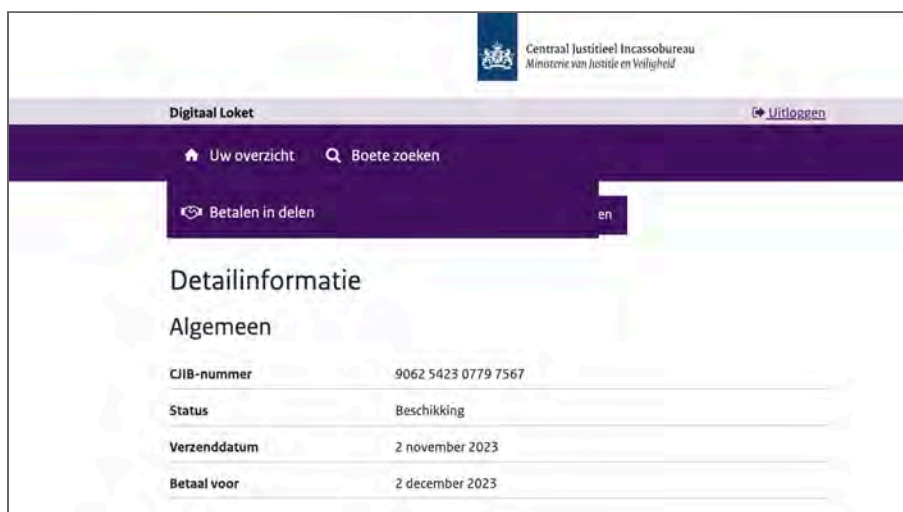 Centraal Justitieel Incassobureau
Ministerie van Justitie en Veiligheid
Digitaal Loket
Uitloggen
Uw overzicht Boete zoeken
Betalen in delen
en
Detailinformatie
Algemeen
CJIB-nummer 9062 5423 0779 7567
Status Beschikking
Verzenddatum 2 november 2023
Betaal voor 2 december 2023